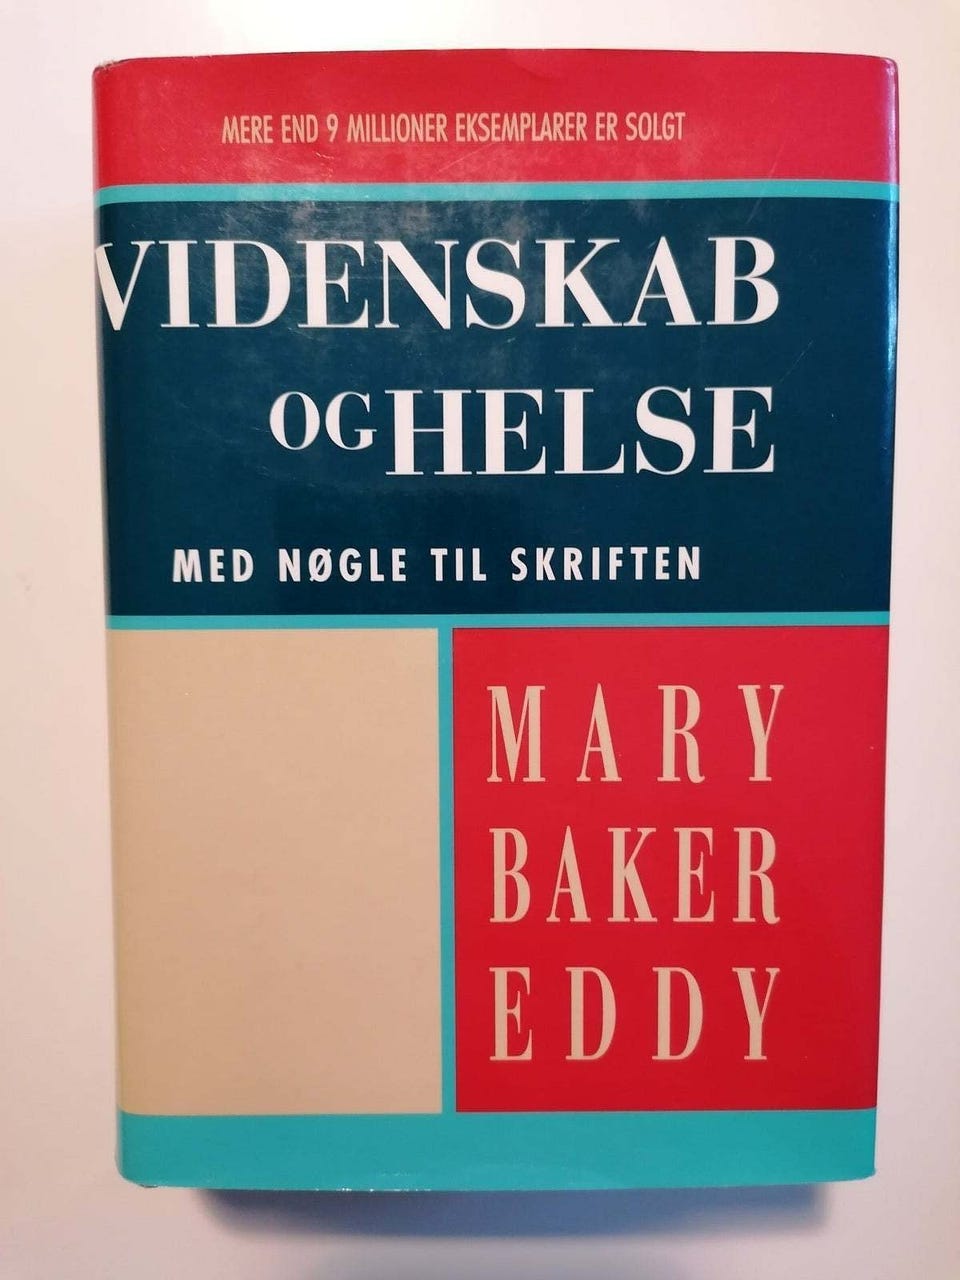 MERE END 9 MILLIONER EKSEMPLARER ER SOLGT
VIDENSKAB
OG HELSE
MED NØGLE TIL SKRIFTEN
MARY
BAKER
EDDY